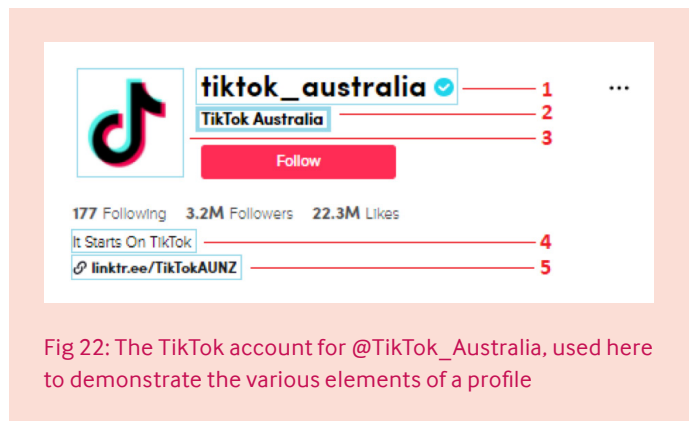 tiktok_australia 1 ...
TikTok Australia 2
3
Follow
177 Following 3.2M Followers 22.3M Likes
It Starts On TikTok 4
linktr.ee/TikTokAUNZ 5
Fig 22: The TikTok account for @TikTok_Australia, used here
to demonstrate the various elements of a profile